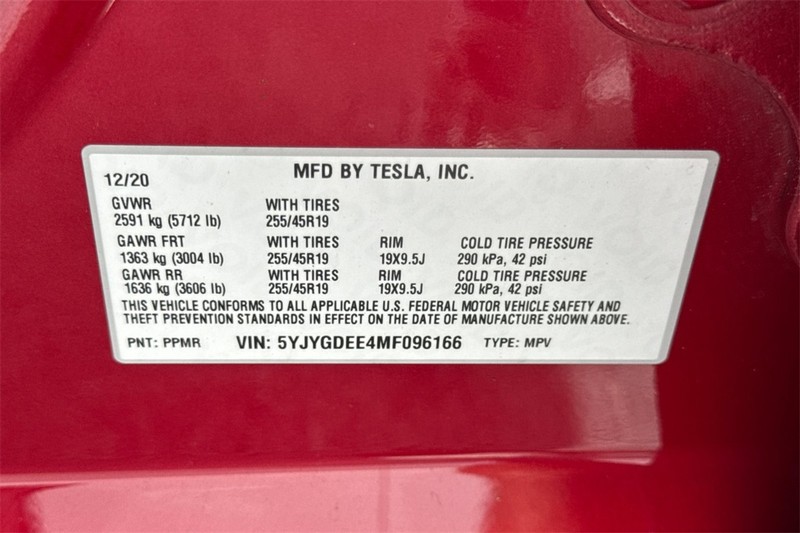 MFD BY TESLA, INC.
12/20
GVWR WITH TIRES
2591 kg (5712 lb) 255/45R19
GAWR FRT WITH TIRES RIM COLD TIRE PRESSURE
1363 kg (3004 lb) 255/45R19 19X9.5J 290 kPa, 42 psi
GAWR RR WITH TIRES RIM COLD TIRE PRESSURE
1636 kg (3606 lb) 255/45R19 19X9.5J 290 kPa, 42 psi
THIS VEHICLE CONFORMS TO ALL APPLICABLE U.S. FEDERAL MOTOR VEHICLE SAFETY AND
THEFT PREVENTION STANDARDS IN EFFECT ON THE DATE OF MANUFACTURE SHOWN ABOVE.
PNT: PPMR VIN: 5YJYGDEE4MF096166 TYPE: MPV